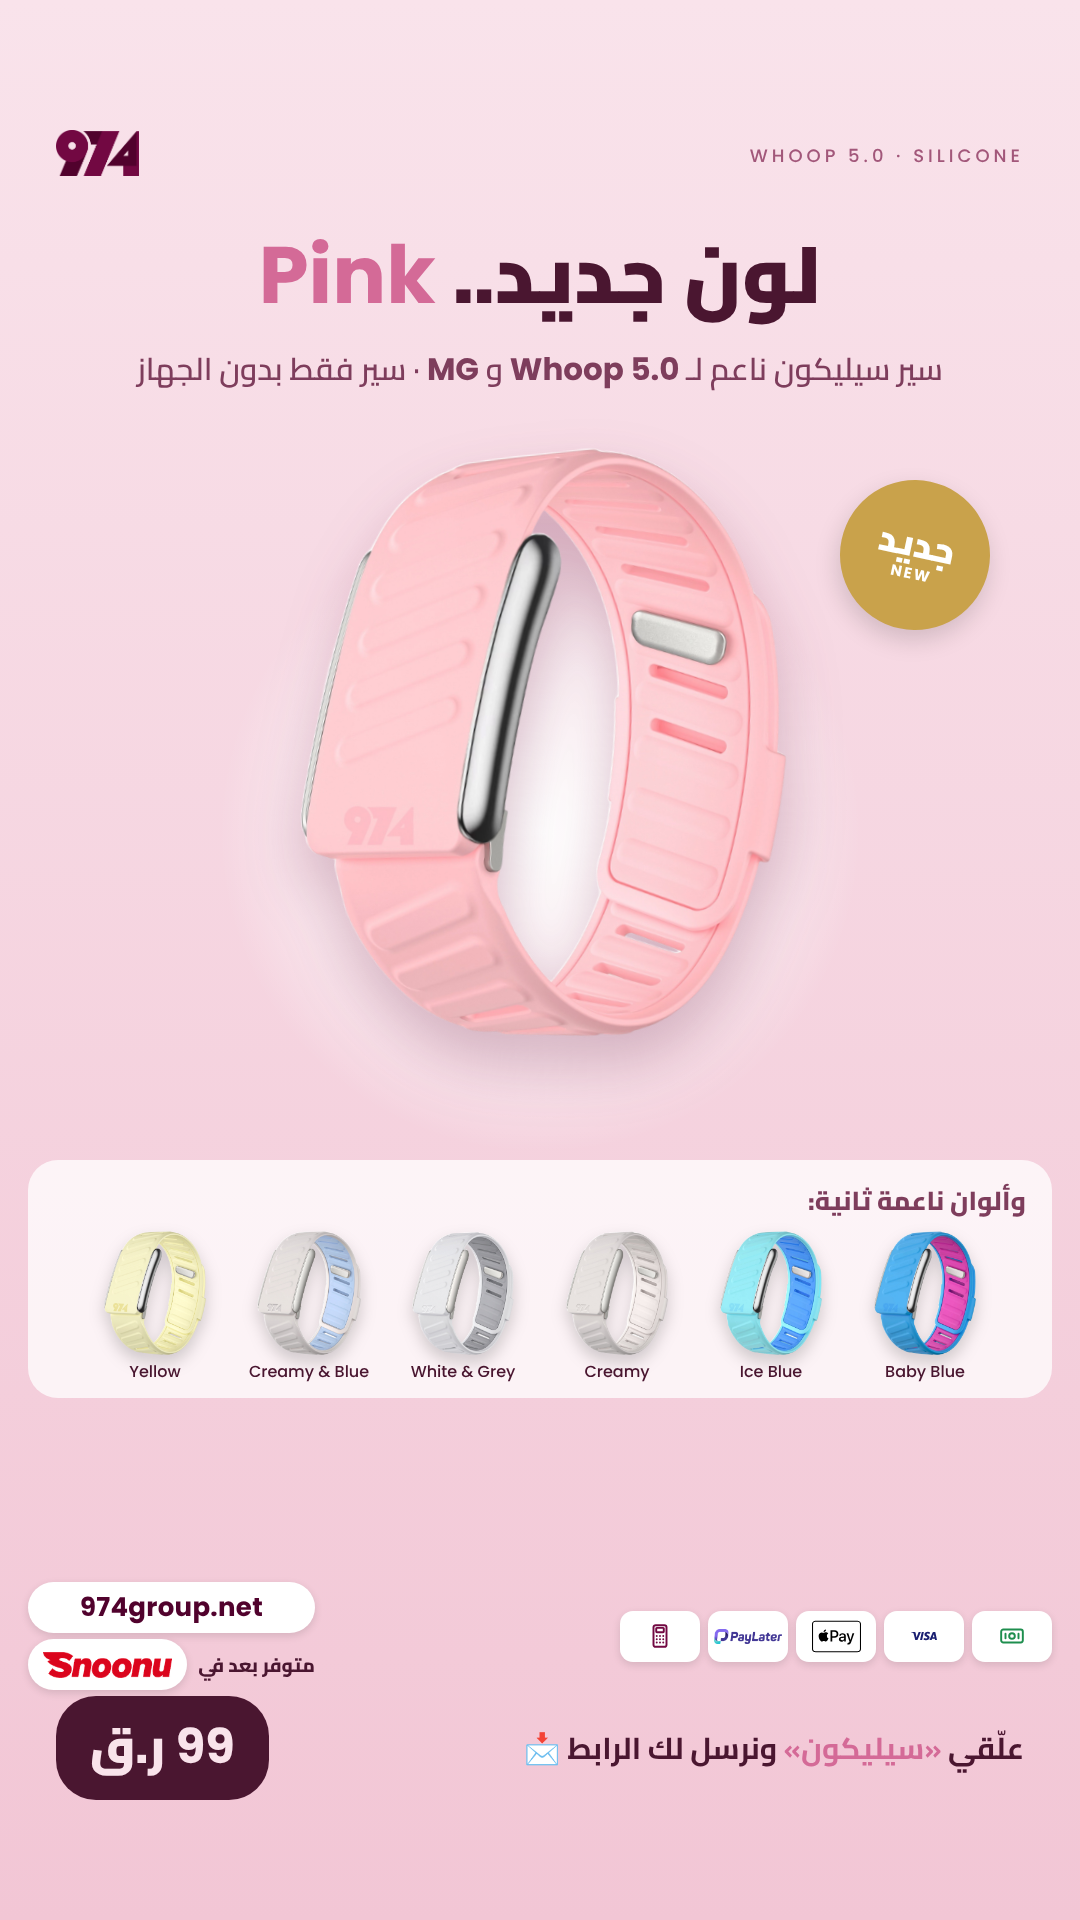 974
WHOOP 5.0 · SILICONE
لون جديد.. Pink
سير سيليكون ناعم لـ Whoop 5.0 و MG · سير فقط بدون الجهاز
جديد
NEW
974
وألوان ناعمة ثانية:
Yellow
Creamy & Blue
White & Grey
Creamy
Ice Blue
Baby Blue
974group.net
متوفر بعد في Snoonu
PayLater
Pay
VISA
99 ر.ق
علّقي «سيليكون» ونرسل لك الرابط